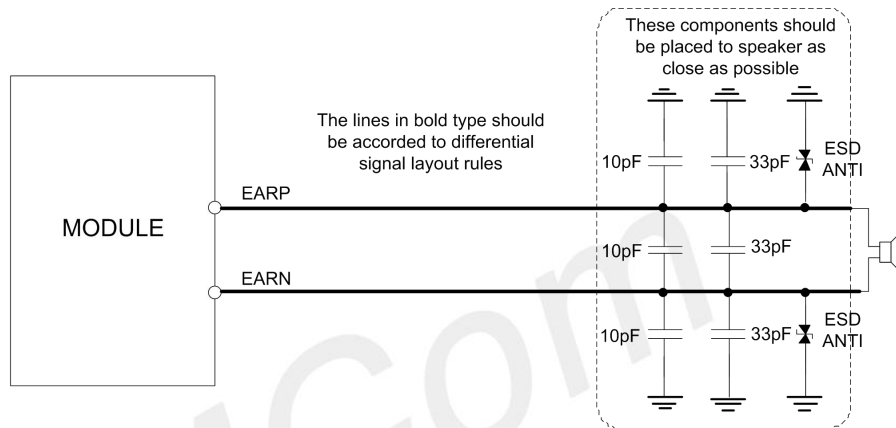 These components should
be placed to speaker as
close as possible
The lines in bold type should
be accorded to differential
signal layout rules
10pF
33pF
ESD
ANTI
EARP
MODULE
10pF
33pF
EARN
10pF
33pF
ESD
ANTI